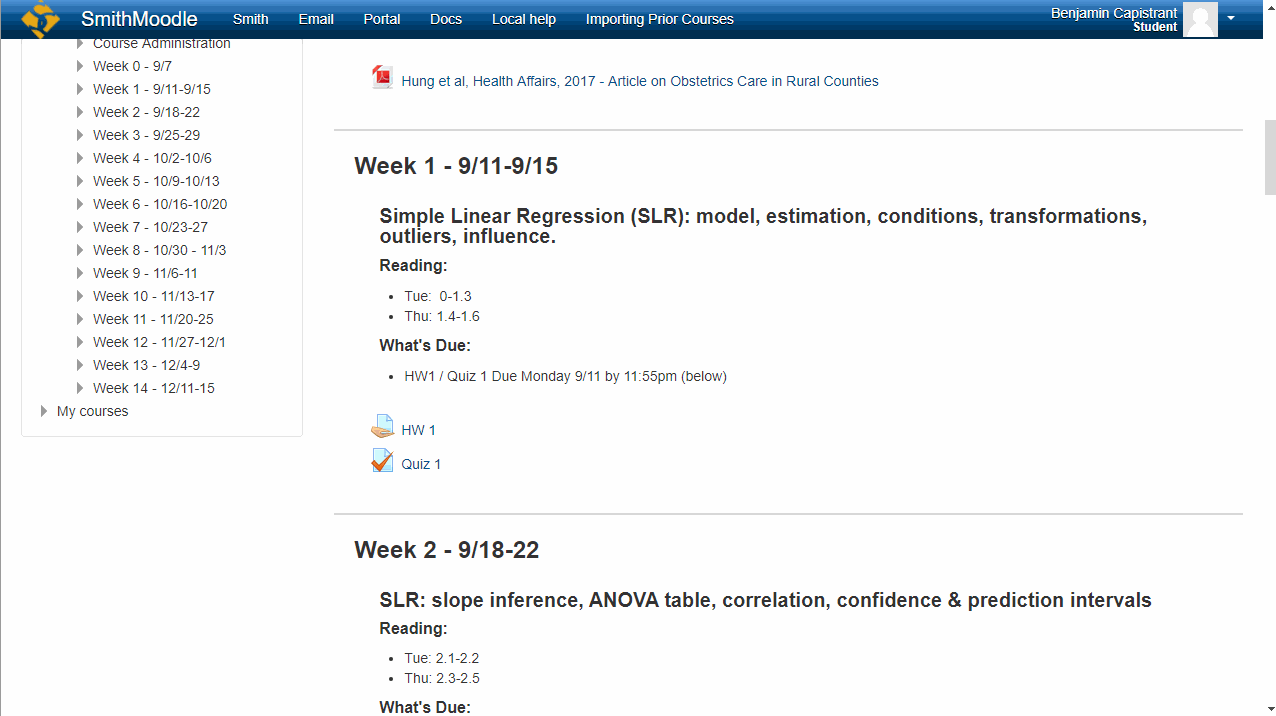 SmithMoodle Smith Email Portal Docs Local help Importing Prior Courses
Benjamin Capistrant
Student
Course Administration
Week 0 - 9/7
Week 1 - 9/11-9/15
Week 2 - 9/18-22
Week 3 - 9/25-29
Week 4 - 10/2-10/6
Week 5 - 10/9-10/13
Week 6 - 10/16-10/20
Week 7 - 10/23-27
Week 8 - 10/30 - 11/3
Week 9 - 11/6-11
Week 10 - 11/13-17
Week 11 - 11/20-25
Week 12 - 11/27-12/1
Week 13 - 12/4-9
Week 14 - 12/11-15
My courses
Hung et al, Health Affairs, 2017 - Article on Obstetrics Care in Rural Counties
Week 1 - 9/11-9/15
Simple Linear Regression (SLR): model, estimation, conditions, transformations,
outliers, influence.
Reading:
Tue:  0-1.3
Thu: 1.4-1.6
What's Due:
HW1 / Quiz 1 Due Monday 9/11 by 11:55pm (below)
HW 1
Quiz 1
Week 2 - 9/18-22
SLR: slope inference, ANOVA table, correlation, confidence & prediction intervals
Reading:
Tue: 2.1-2.2
Thu: 2.3-2.5
What's Due: